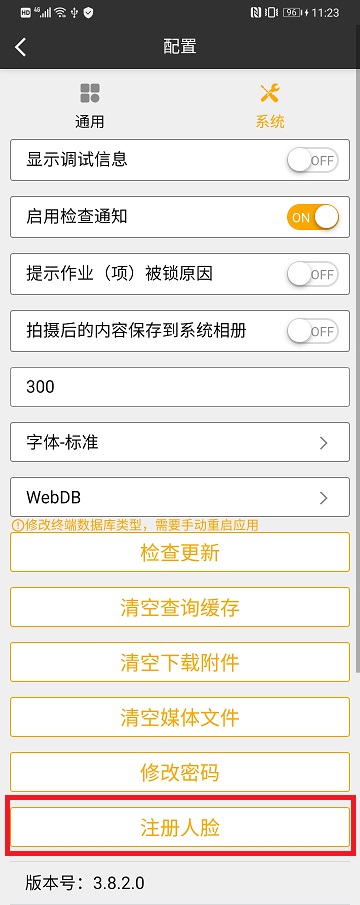 HD 4G 96 11:23
配置
通用 系统
显示调试信息 OFF
启用检查通知 ON
提示作业（项）被锁原因 OFF
拍摄后的内容保存到系统相册 OFF
300
字体-标准
WebDB
修改终端数据库类型，需要手动重启应用
检查更新
清空查询缓存
清空下载附件
清空媒体文件
修改密码
注册人脸
版本号：3.8.2.0